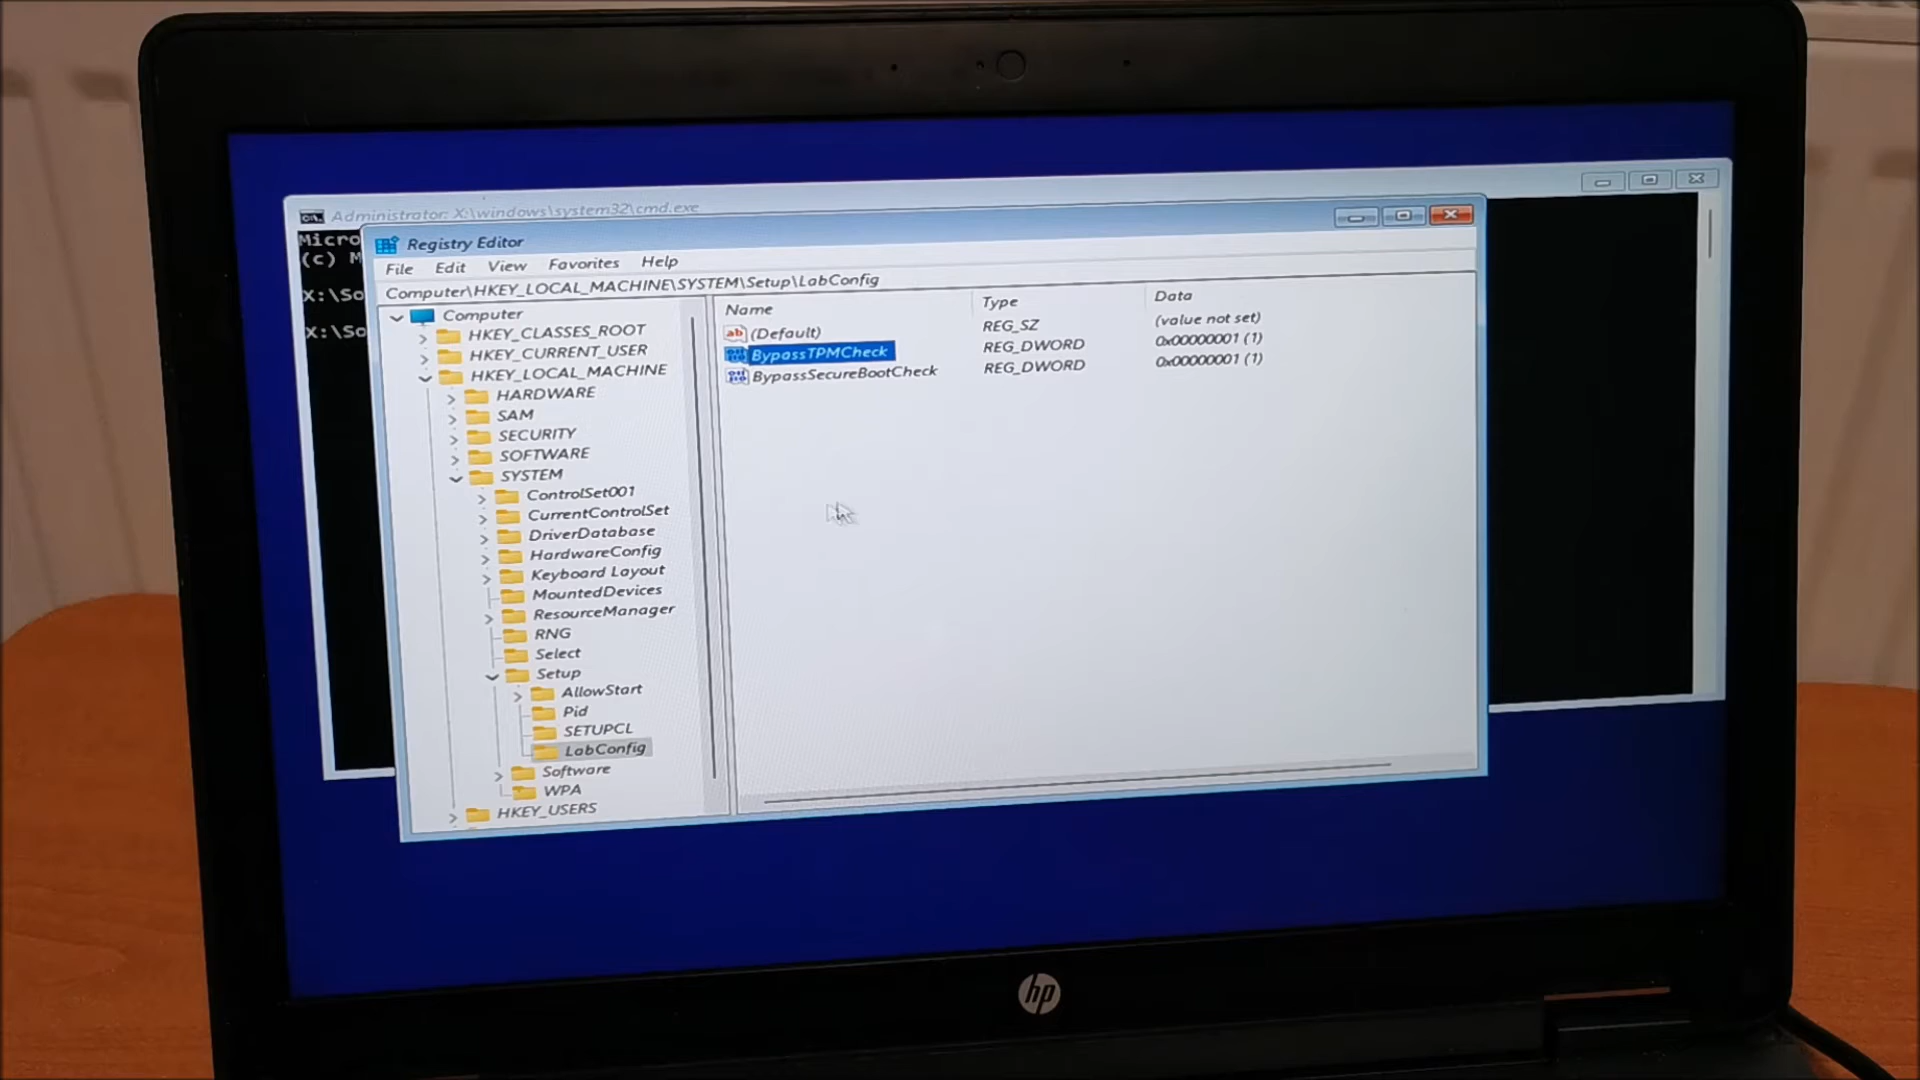 Administrator: X:\windows\system32\cmd.exe
Micro
(c) M
X:\So
X:\So
Registry Editor
File Edit View Favorites Help
Computer\HKEY_LOCAL_MACHINE\SYSTEM\Setup\LabConfig
Computer
HKEY_CLASSES_ROOT
HKEY_CURRENT_USER
HKEY_LOCAL_MACHINE
HARDWARE
SAM
SECURITY
SOFTWARE
SYSTEM
ControlSet001
CurrentControlSet
DriverDatabase
HardwareConfig
Keyboard Layout
MountedDevices
ResourceManager
RNG
Select
Setup
AllowStart
Pid
SETUPCL
LabConfig
Software
WPA
HKEY_USERS
Name Type Data
ab (Default) REG_SZ (value not set)
BypassTPMCheck REG_DWORD 0x00000001 (1)
BypassSecureBootCheck REG_DWORD 0x00000001 (1)
hp